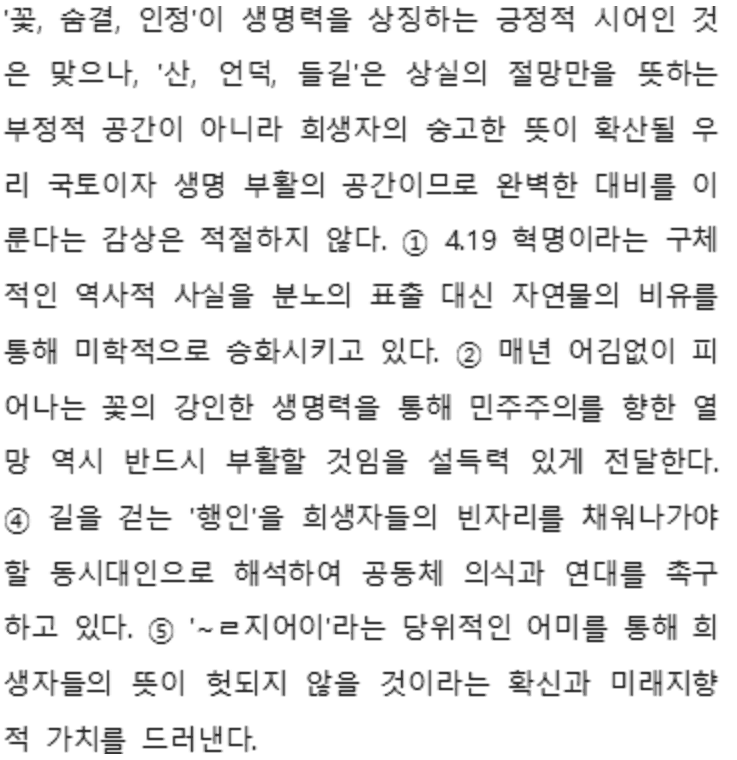 '꽃, 숨결, 인정'이 생명력을 상징하는 긍정적 시어인 것
은 맞으나, '산, 언덕, 들길'은 상실의 절망만을 뜻하는
부정적 공간이 아니라 희생자의 숭고한 뜻이 확산될 우
리 국토이자 생명 부활의 공간이므로 완벽한 대비를 이
룬다는 감상은 적절하지 않다. ① 4.19 혁명이라는 구체
적인 역사적 사실을 분노의 표출 대신 자연물의 비유를
통해 미학적으로 승화시키고 있다. ② 매년 어김없이 피
어나는 꽃의 강인한 생명력을 통해 민주주의를 향한 열
망 역시 반드시 부활할 것임을 설득력 있게 전달한다.
④ 길을 걷는 '행인'을 희생자들의 빈자리를 채워나가야
할 동시대인으로 해석하여 공동체 의식과 연대를 촉구
하고 있다. ⑤ '~ㄹ지어이'라는 당위적인 어미를 통해 희
생자들의 뜻이 헛되지 않을 것이라는 확신과 미래지향
적 가치를 드러낸다.